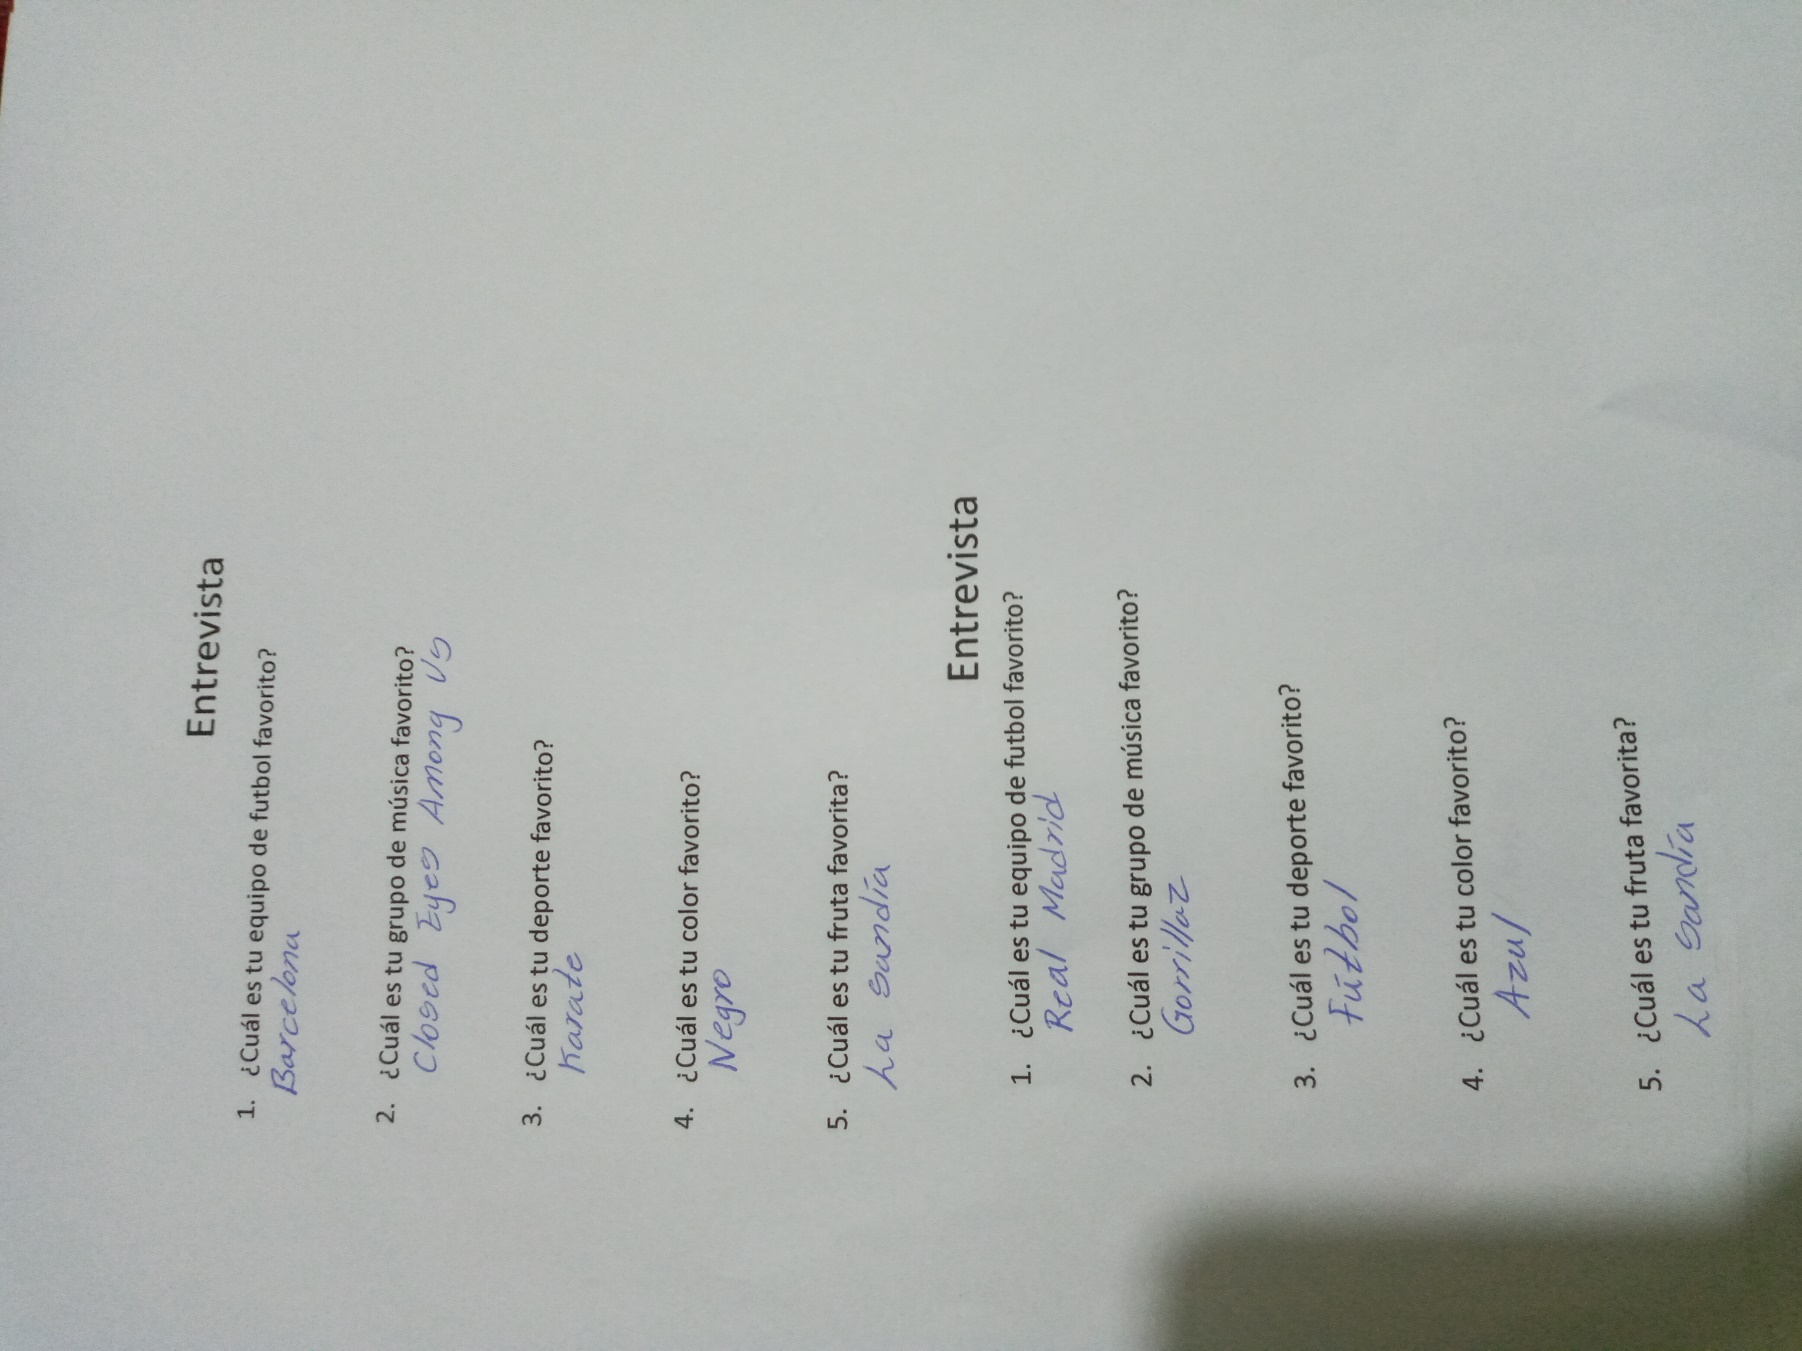 Entrevista
1. ¿Cuál es tu equipo de futbol favorito?
Barcelona
2. ¿Cuál es tu grupo de música favorito?
Closed Eyes Among Us
3. ¿Cuál es tu deporte favorito?
Karate
4. ¿Cuál es tu color favorito?
Negro
5. ¿Cuál es tu fruta favorita?
La Sandía
Entrevista
1. ¿Cuál es tu equipo de futbol favorito?
Real Madrid
2. ¿Cuál es tu grupo de música favorito?
Gorrillaz
3. ¿Cuál es tu deporte favorito?
Fútbol
4. ¿Cuál es tu color favorito?
Azul
5. ¿Cuál es tu fruta favorita?
La Sandía